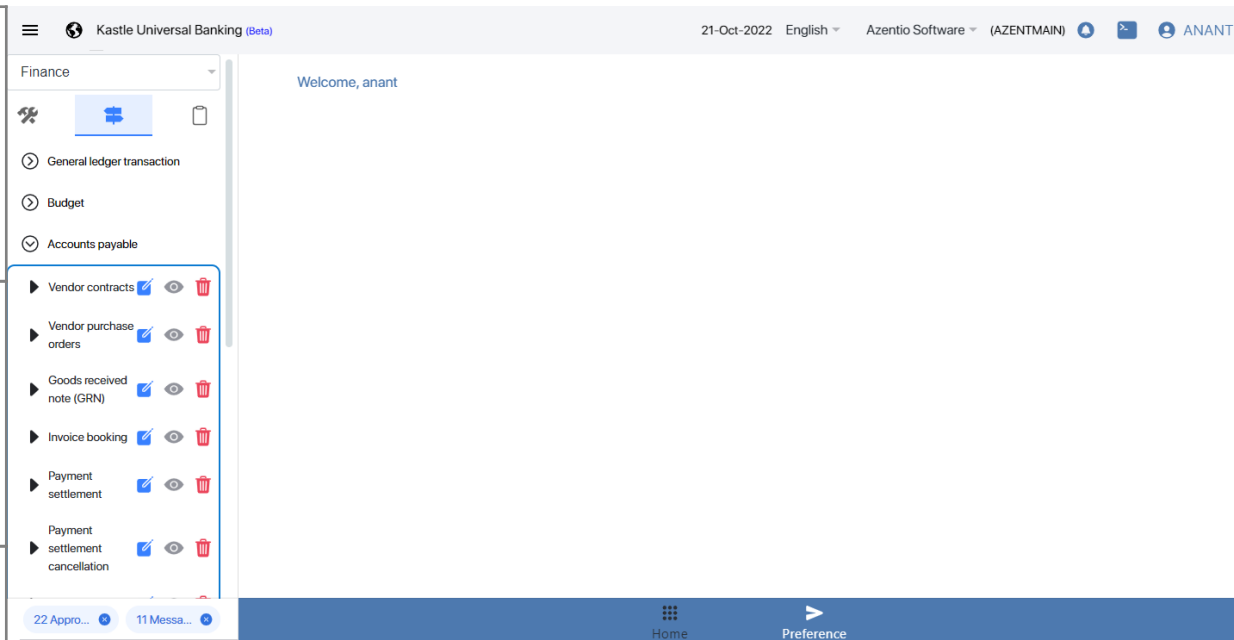 Kastle Universal Banking (Beta)
21-Oct-2022 English Azentio Software (AZENTMAIN) ANANT
Finance
Welcome, anant
General ledger transaction
Budget
Accounts payable
Vendor contracts
Vendor purchase
orders
Goods received
note (GRN)
Invoice booking
Payment
settlement
Payment
settlement
cancellation
22 Appro...
11 Messa...
Home
Preference